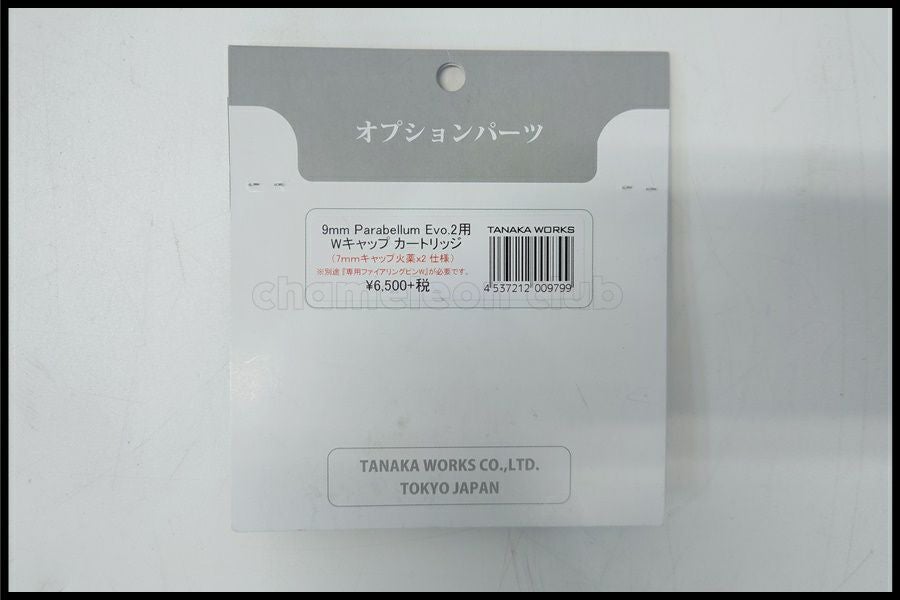 オプションパーツ
9mm Parabellum Evo.2用
Wキャップ カートリッジ
(7mmキャップ火薬x2 仕様)
※別途『専用ファイアリングピンW』が必要です。
¥6,500+税
TANAKA WORKS
4 537212 009799
chameleon club
TANAKA WORKS CO.,LTD.
TOKYO JAPAN